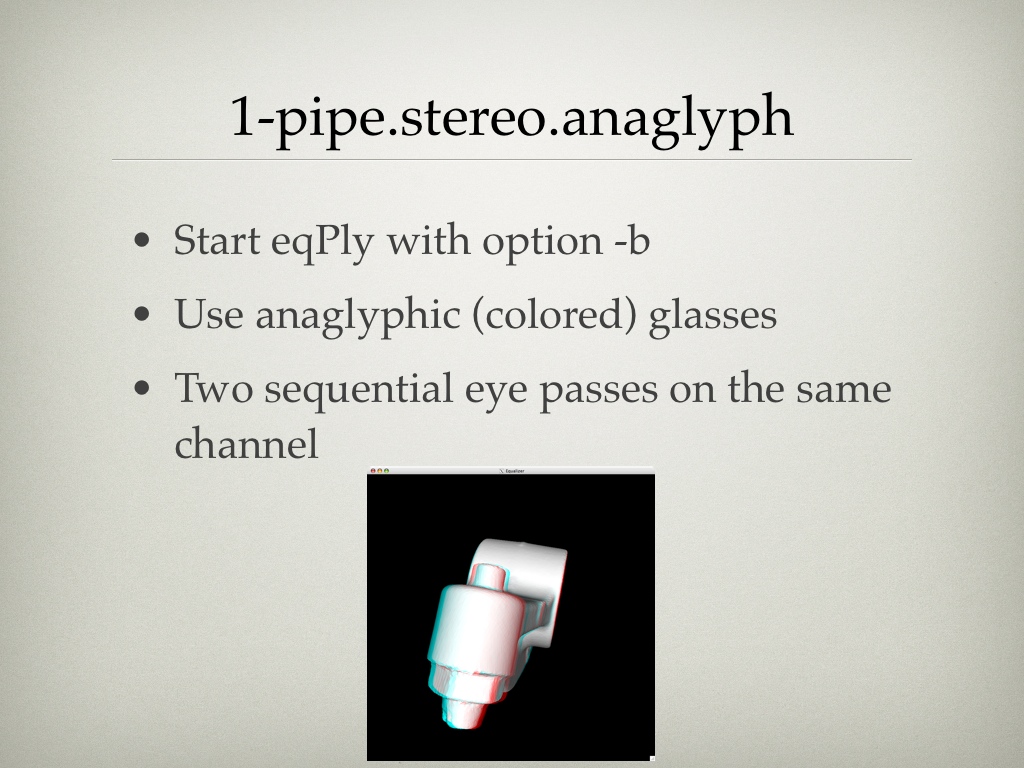 1-pipe.stereo.anaglyph
• Start eqPly with option -b
• Use anaglyphic (colored) glasses
• Two sequential eye passes on the same
channel
Equalizer